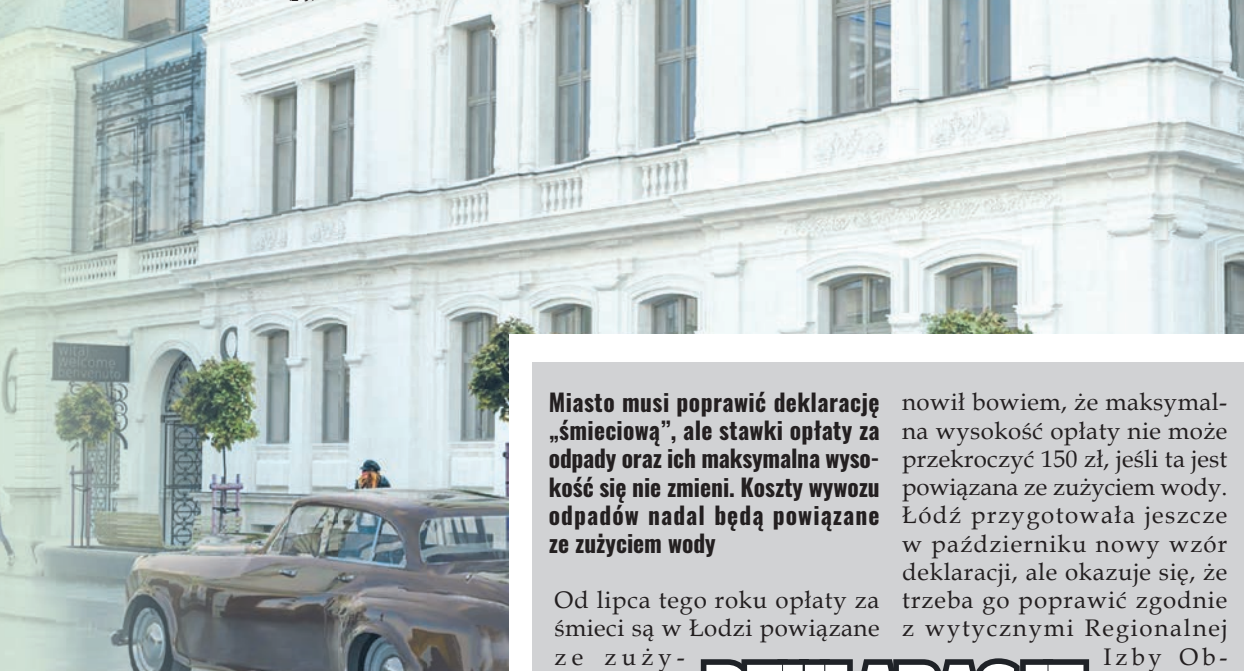 witaj
welcome
Miasto musi poprawić deklarację
„śmieciową”, ale stawki opłaty za
odpady oraz ich maksymalna wyso-
kość się nie zmieni. Koszty wywozu
odpadów nadal będą powiązane
ze zużyciem wody
Od lipca tego roku opłaty za
śmieci są w Łodzi powiązane
ze zuży-
nowił bowiem, że maksymal-
na wysokość opłaty nie może
przekroczyć 150 zł, jeśli ta jest
powiązana ze zużyciem wody.
Łódź przygotowała jeszcze
w październiku nowy wzór
deklaracji, ale okazuje się, że
trzeba go poprawić zgodnie
z wytycznymi Regionalnej
Izby Ob-